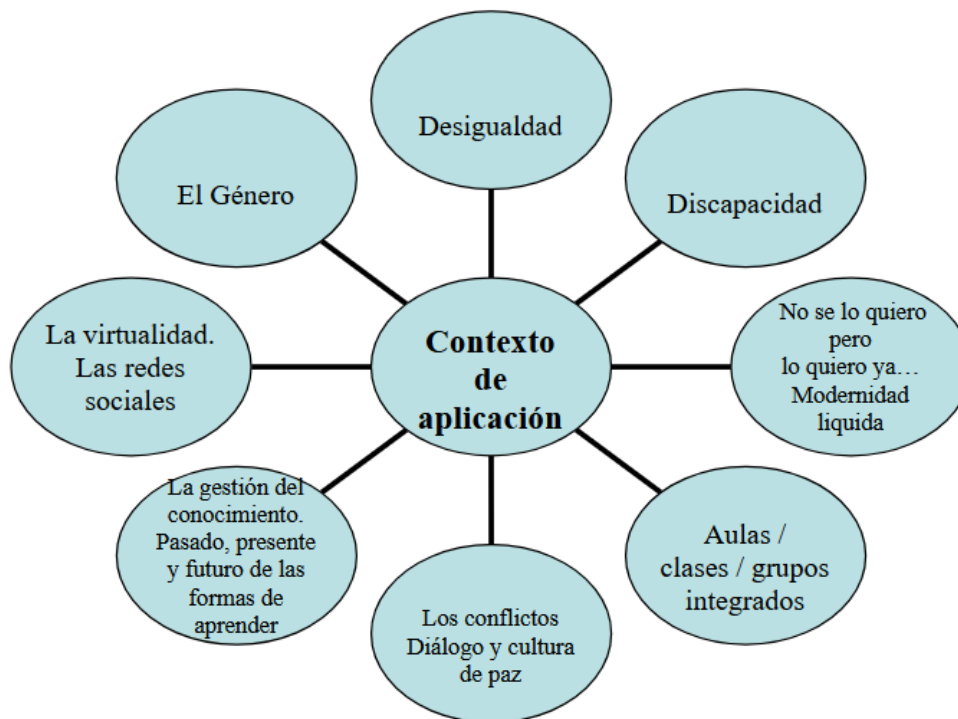 Desigualdad
El Género
Discapacidad
La virtualidad.
Las redes
sociales
Contexto
de
aplicación
No se lo quiero
pero
lo quiero ya…
Modernidad
liquida
La gestión del
conocimiento.
Pasado, presente
y futuro de las
formas de
aprender
Los conflictos
Diálogo y cultura
de paz
Aulas /
clases / grupos
integrados